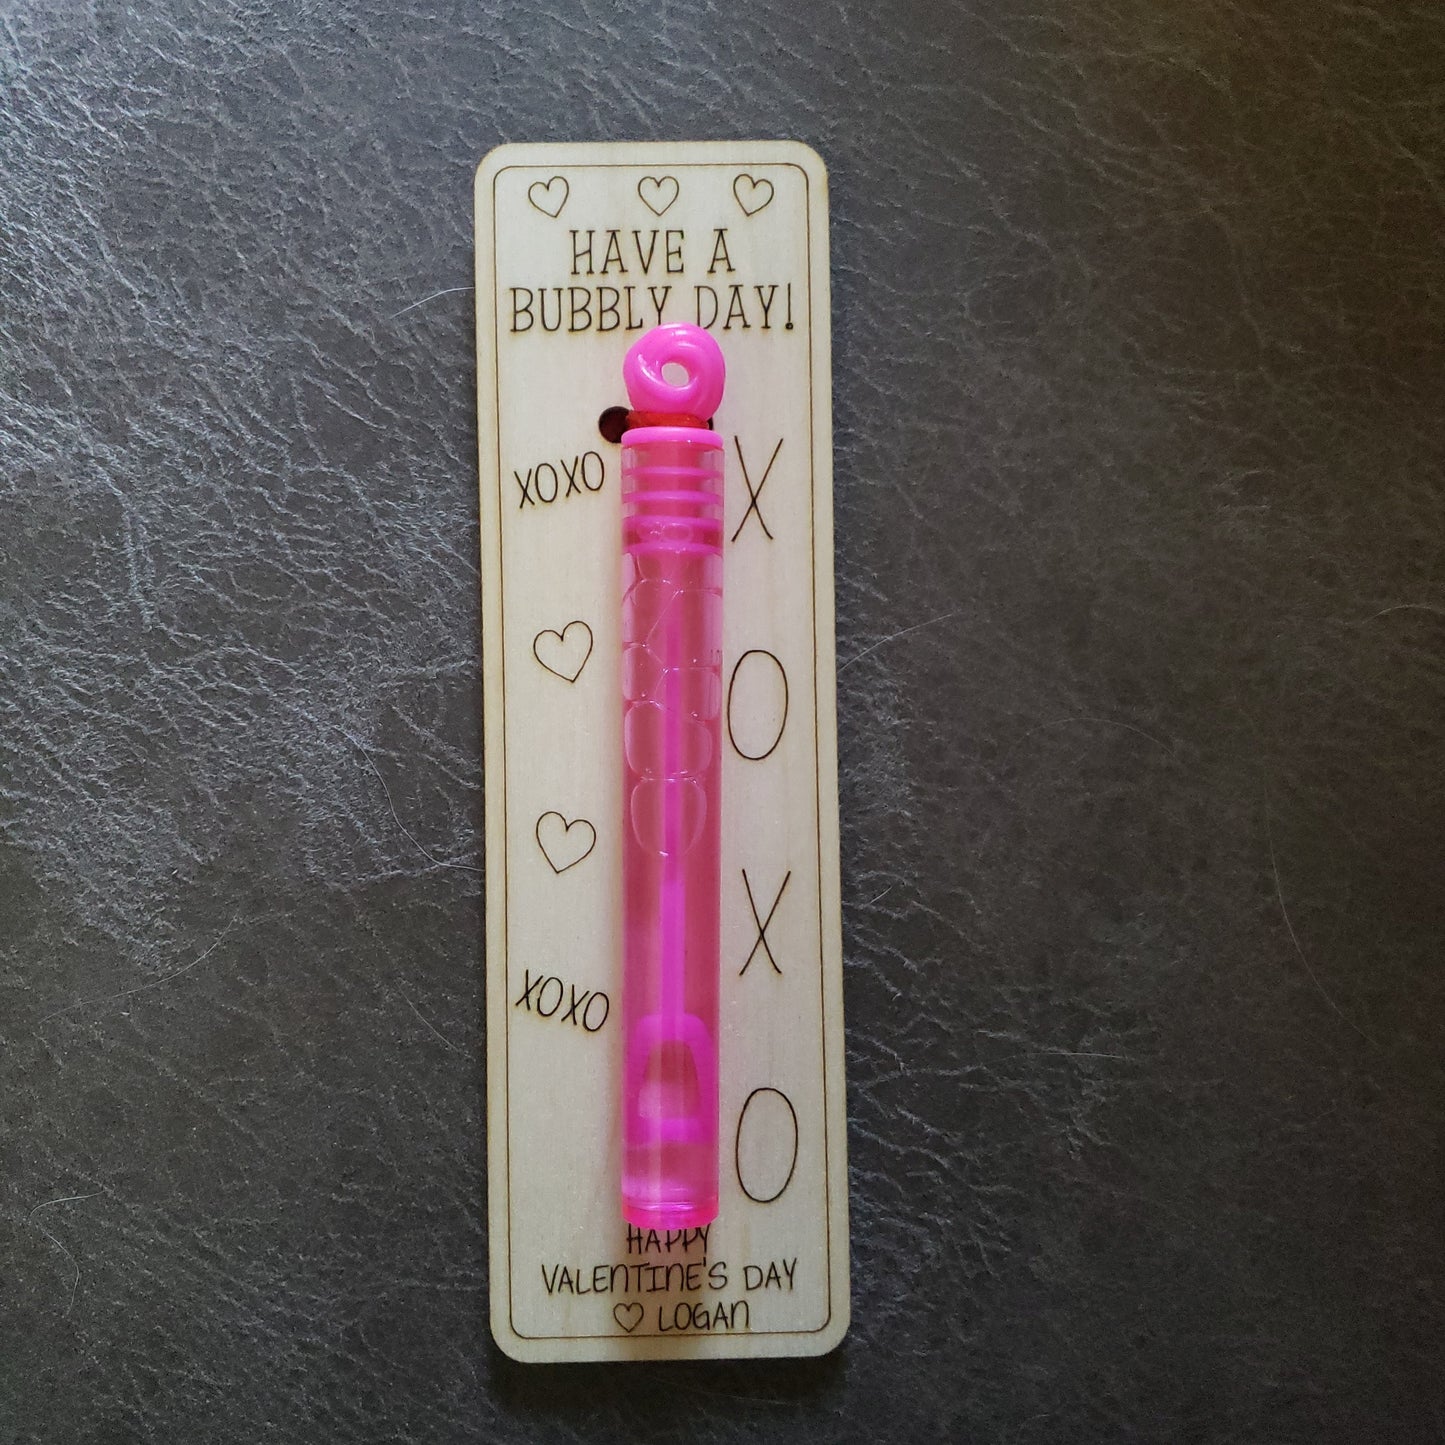 HAVE A
BUBBLY DAY!
XOXO
X
O
X
XOXO
O
HAPPY
VALENTINE'S DAY
♡ LOGAN